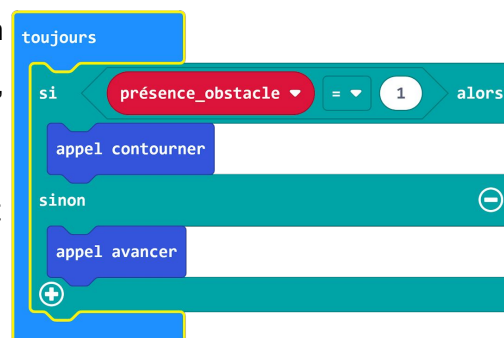 toujours
si présence_obstacle = 1 alors
appel contourner
sinon
appel avancer